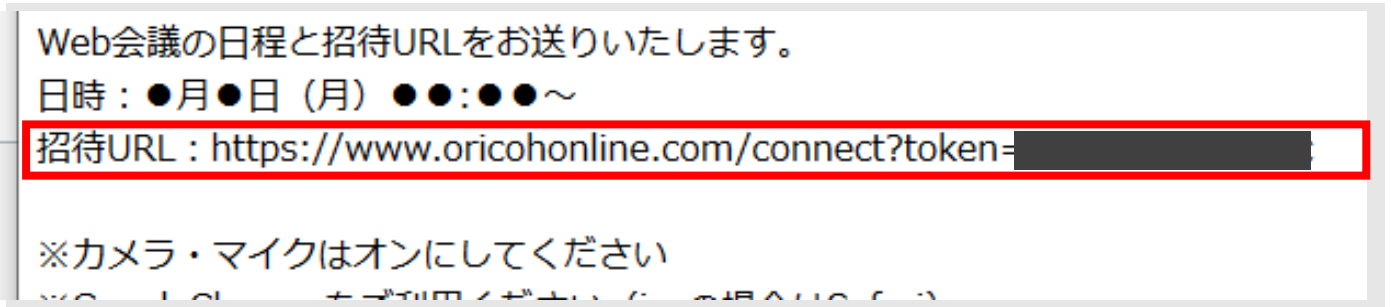 Web会議の日程と招待URLをお送りいたします。
日時：●月●日（月）●●:●●～
招待URL：https://www.oricohonline.com/connect?token=
※カメラ・マイクはオンにしてください